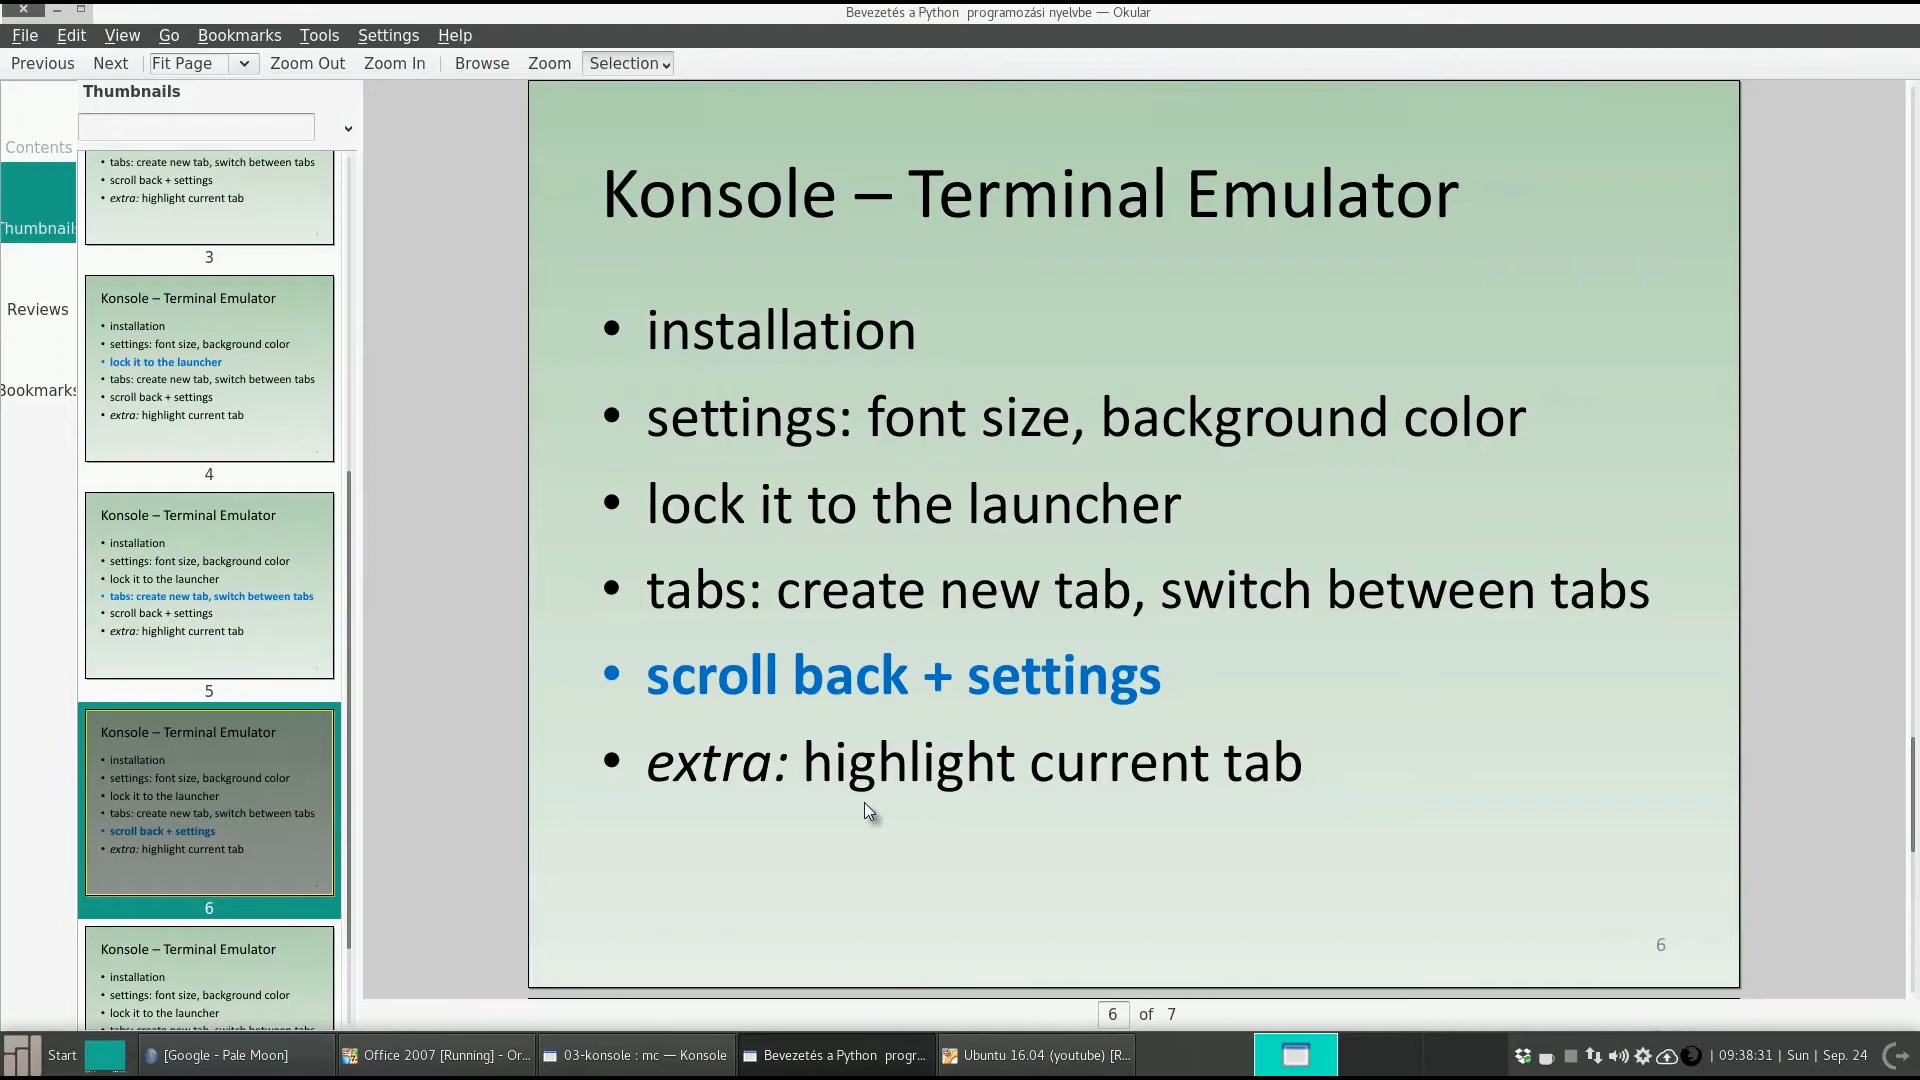 Bevezetés a Python programozási nyelvbe — Okular
File Edit View Go Bookmarks Tools Settings Help
Previous Next Fit Page Zoom Out Zoom In Browse Zoom Selection
Thumbnails
Contents
Thumbnails
Reviews
Bookmarks
• tabs: create new tab, switch between tabs
• scroll back + settings
• extra: highlight current tab
3
Konsole – Terminal Emulator
• installation
• settings: font size, background color
• lock it to the launcher
• tabs: create new tab, switch between tabs
• scroll back + settings
• extra: highlight current tab
4
Konsole – Terminal Emulator
• installation
• settings: font size, background color
• lock it to the launcher
• tabs: create new tab, switch between tabs
• scroll back + settings
• extra: highlight current tab
5
Konsole – Terminal Emulator
• installation
• settings: font size, background color
• lock it to the launcher
• tabs: create new tab, switch between tabs
• scroll back + settings
• extra: highlight current tab
6
Konsole – Terminal Emulator
• installation
• settings: font size, background color
• lock it to the launcher
• tabs: create new tab, switch between tabs
Konsole – Terminal Emulator
• installation
• settings: font size, background color
• lock it to the launcher
• tabs: create new tab, switch between tabs
• scroll back + settings
• extra: highlight current tab
6
6 of 7
Start [Google - Pale Moon] Office 2007 [Running] - Or... 03-konsole : mc — Konsole Bevezetés a Python progr... Ubuntu 16.04 (youtube) [R... | 09:38:31 | Sun | Sep. 24 |